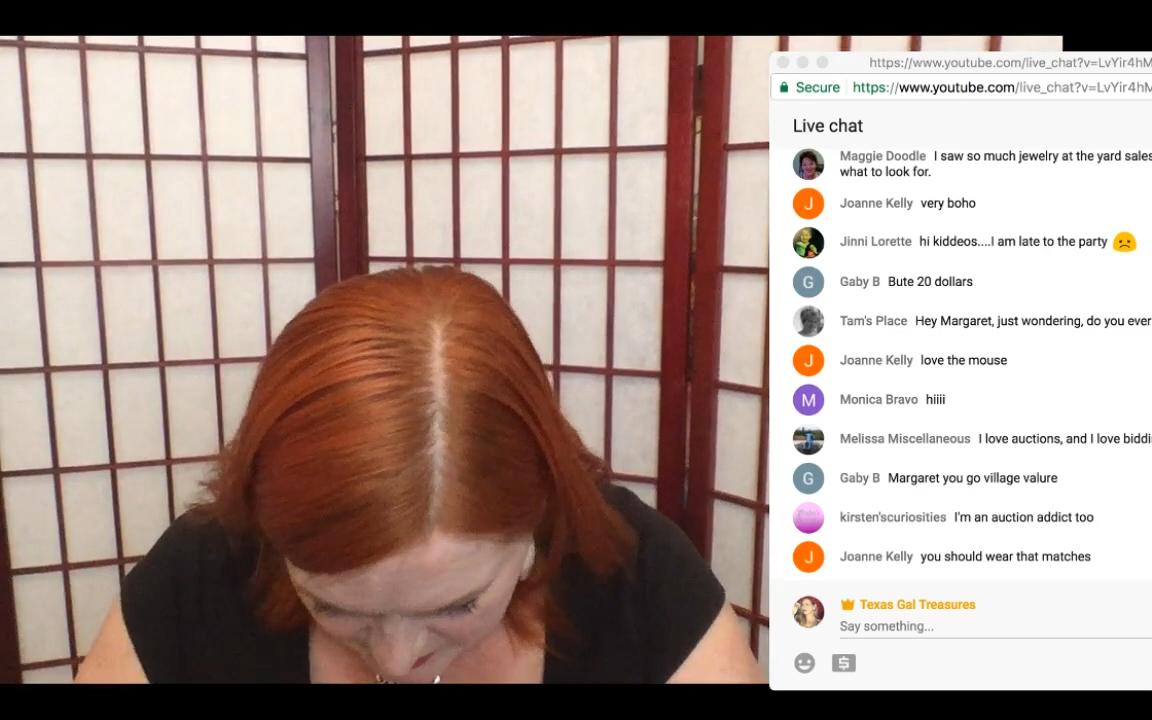 https://www.youtube.com/live_chat?v=LvYir4hM
Secure https://www.youtube.com/live_chat?v=LvYir4hM
Live chat
Maggie Doodle I saw so much jewelry at the yard sales
what to look for.
J Joanne Kelly very boho
Jinni Lorette hi kiddeos....I am late to the party
G Gaby B Bute 20 dollars
Tam's Place Hey Margaret, just wondering, do you ever
J Joanne Kelly love the mouse
M Monica Bravo hiiii
Melissa Miscellaneous I love auctions, and I love biddi
G Gaby B Margaret you go village valure
kirsten'scuriosities I'm an auction addict too
J Joanne Kelly you should wear that matches
Texas Gal Treasures
Say something...
$